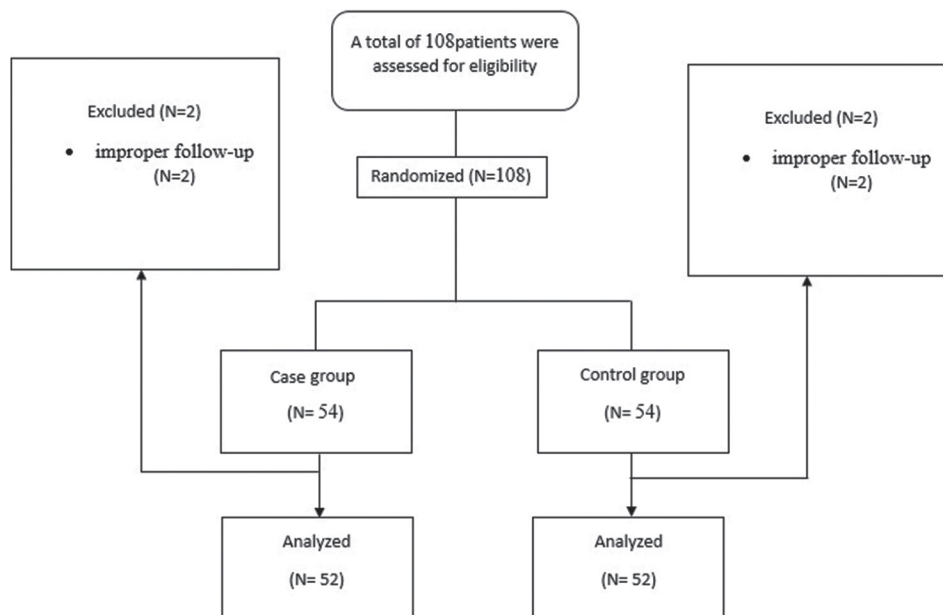 A total of 108patients were
assessed for eligibility
Excluded (N=2)
• improper follow-up
(N=2)
Excluded (N=2)
• improper follow-up
(N=2)
Randomized (N=108)
Case group
(N= 54)
Control group
(N= 54)
Analyzed
(N= 52)
Analyzed
(N= 52)